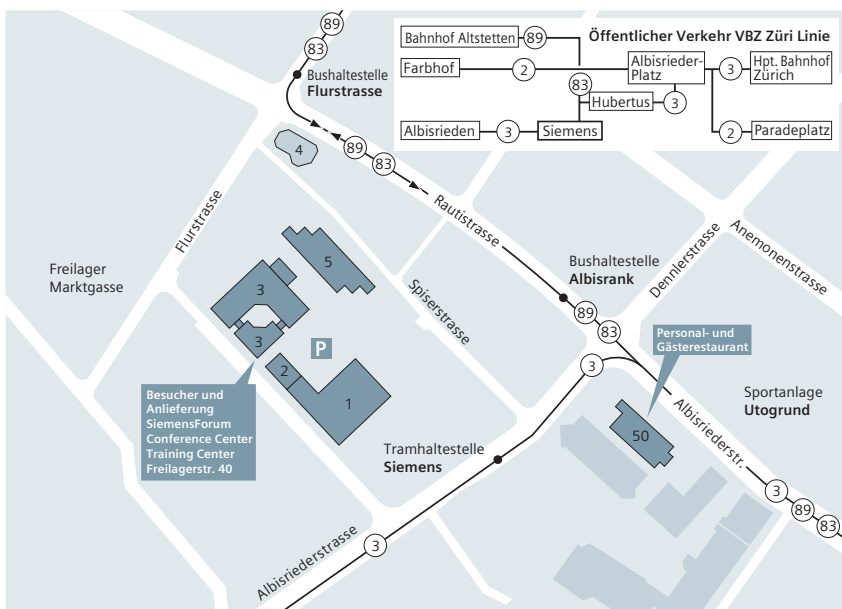 89
83
Bushaltestelle
Flurstrasse
Öffentlicher Verkehr VBZ Züri Linie
Bahnhof Altstetten
89
Farbhof
2
Albisrieder-
Platz
3
Hpt. Bahnhof
Zürich
83
Hubertus
3
Albisrieden
3
Siemens
2
Paradeplatz
4
89
83
Flurstrasse
Rautistrasse
Dennlerstrasse
Anemonenstrasse
Freilager
Marktgasse
5
3
3
Spiserstrasse
Bushaltestelle
Albisrank
89
83
P
2
1
3
Personal- und
Gästerestaurant
Besucher und
Anlieferung
SiemensForum
Conference Center
Training Center
Freilagerstr. 40
Sportanlage
Utogrund
Albisriederstr.
50
Tramhaltestelle
Siemens
3
89
83
Albisriederstrasse
3